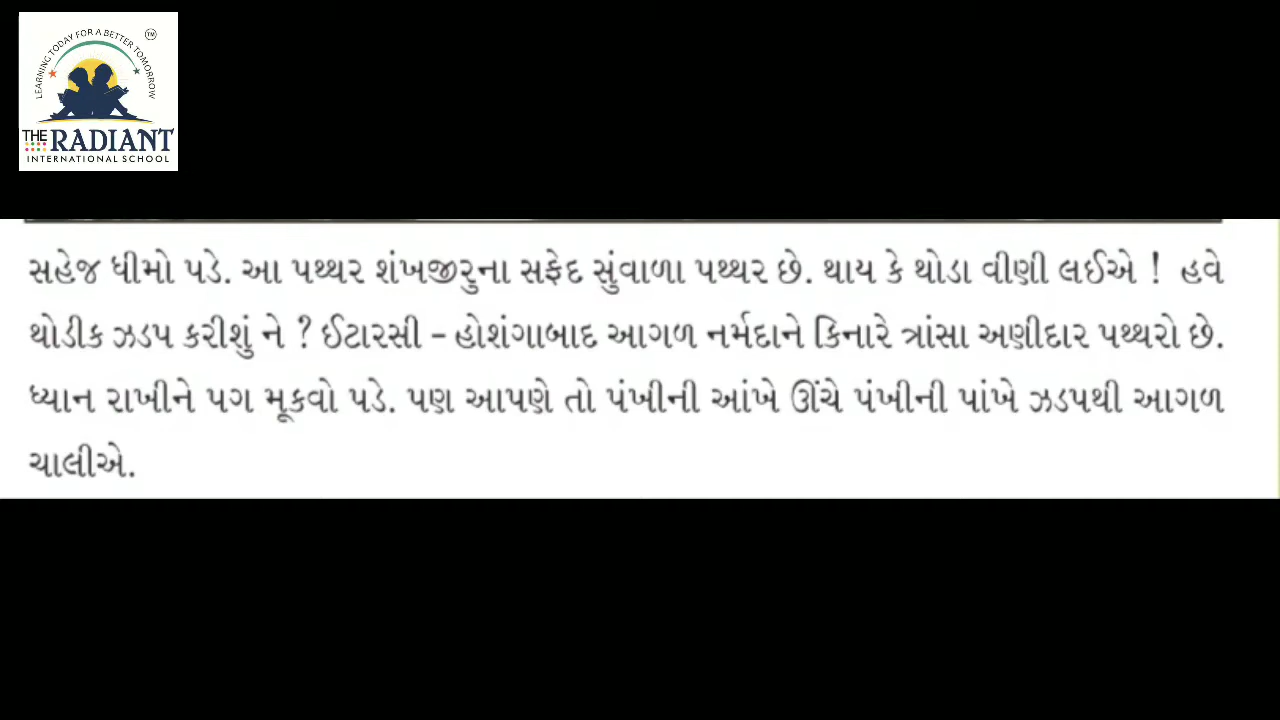 LEARNING TODAY FOR A BETTER TOMORROW
TM
THE RADIANT
INTERNATIONAL SCHOOL
સહેજ ધીમો પડે. આ પથ્થર શંખજીરુના સફેદ સુંવાળા પથ્થર છે. થાય કે થોડા વીણી લઈએ ! હવે
થોડીક ઝડપ કરીશું ને ? ઈટારસી – હોશંગાબાદ આગળ નર્મદાને કિનારે ત્રાંસા અણીદાર પથ્થરો છે.
ધ્યાન રાખીને પગ મૂકવો પડે. પણ આપણે તો પંખીની આંખે ઊંચે પંખીની પાંખે ઝડપથી આગળ
ચાલીએ.